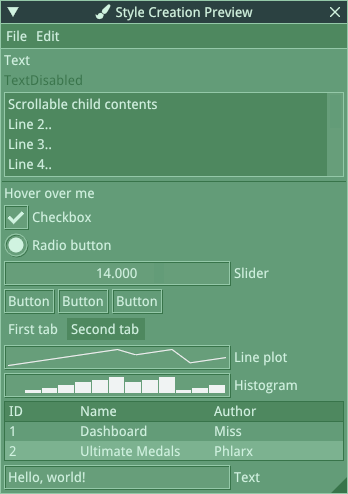 Style Creation Preview
File Edit
Text
TextDisabled
Scrollable child contents
Line 2..
Line 3..
Line 4..
Hover over me
Checkbox
Radio button
14.000 Slider
Button Button Button
First tab Second tab
Line plot
Histogram
ID Name Author
1 Dashboard Miss
2 Ultimate Medals Phlarx
Hello, world! Text